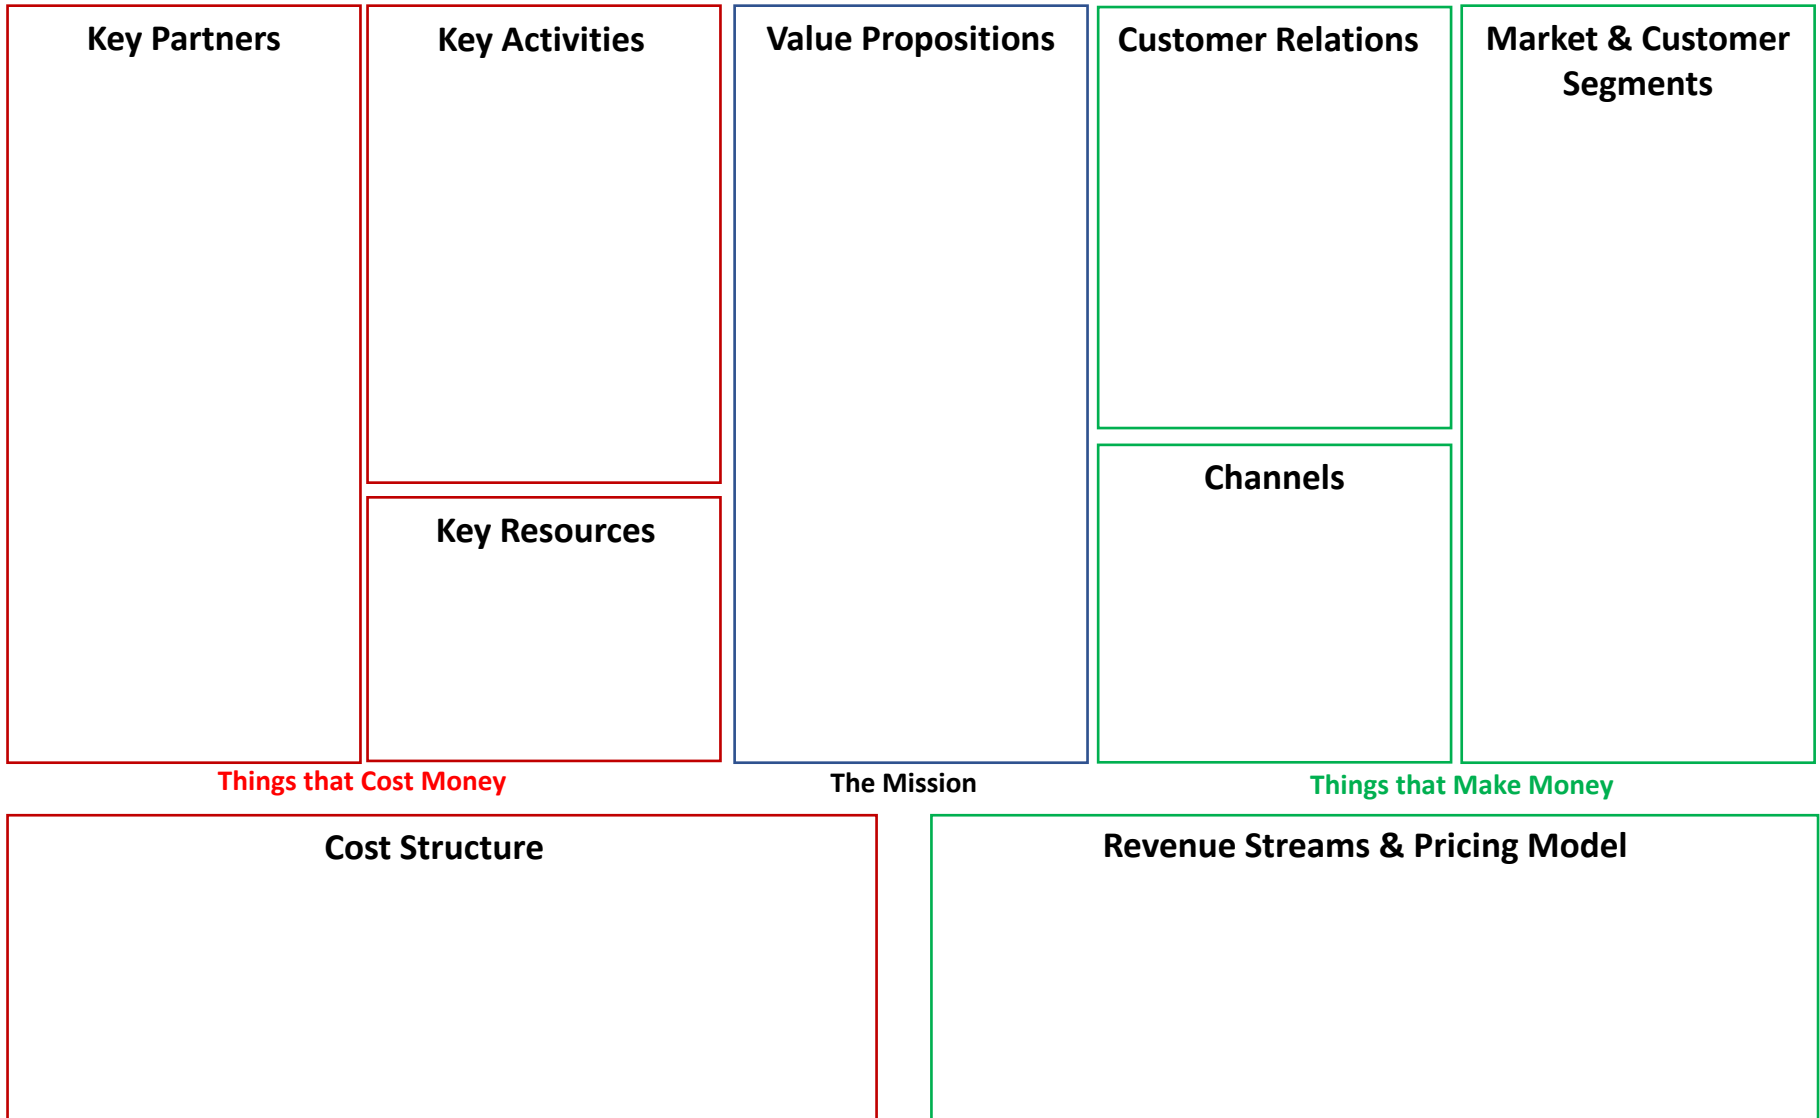 Key Partners
Key Activities
Key Resources
Value Propositions
Customer Relations
Channels
Market & Customer
Segments
Things that Cost Money
The Mission
Things that Make Money
Cost Structure
Revenue Streams & Pricing Model